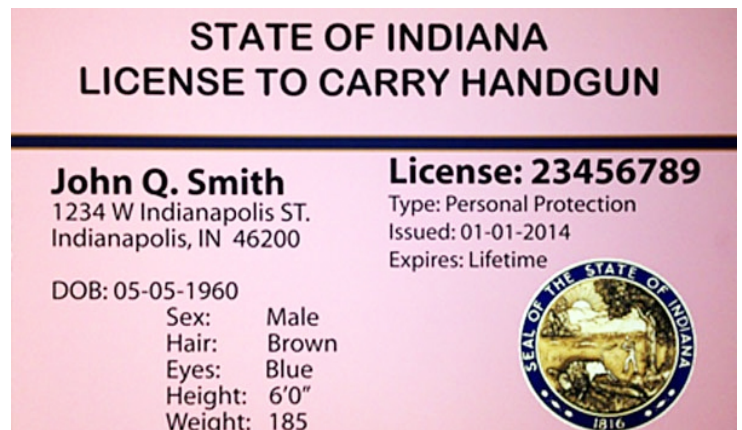 STATE OF INDIANA
LICENSE TO CARRY HANDGUN
John Q. Smith
1234 W Indianapolis ST.
Indianapolis, IN 46200
DOB: 05-05-1960
Sex: Male
Hair: Brown
Eyes: Blue
Height: 6'0"
Weight: 185
License: 23456789
Type: Personal Protection
Issued: 01-01-2014
Expires: Lifetime
SEAL OF THE STATE OF INDIANA
1816